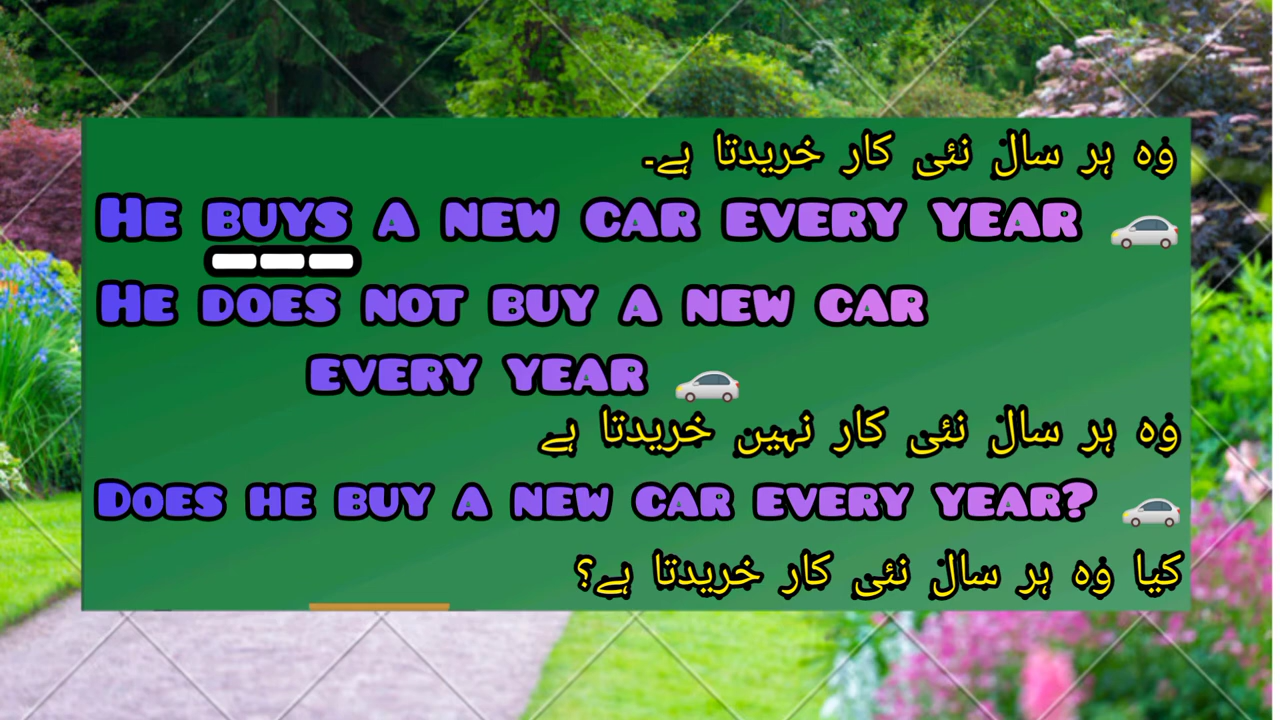 وہ ہر سال نئی کار خریدتا ہے۔
He buys a new car every year
He does not buy a new car
every year
وہ ہر سال نئی کار نہین خریدتا ہے
Does he buy a new car every year?
کیا وہ ہر سال نئی کار خریدتا ہے؟